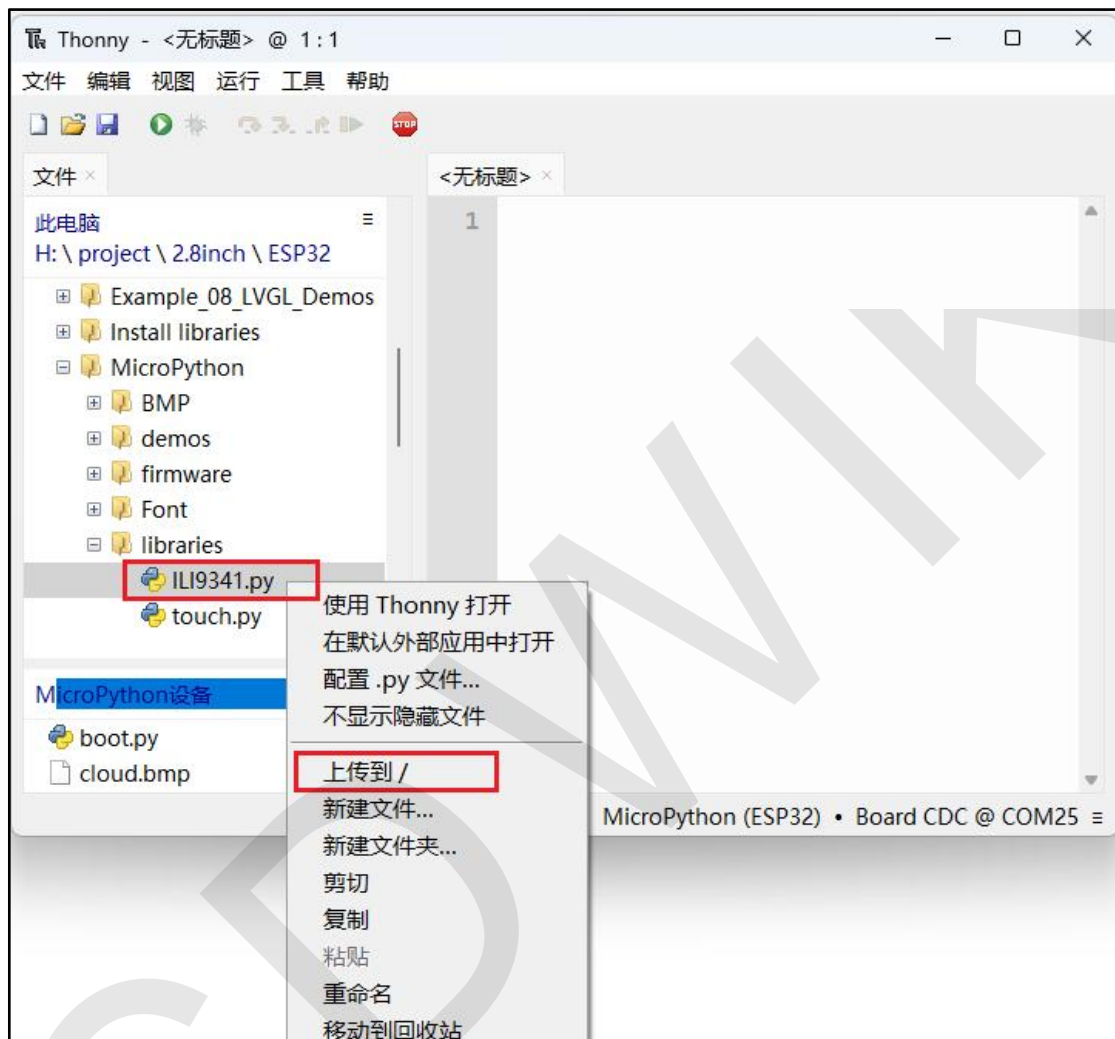 Thonny - <无标题> @ 1 : 1
文件 编辑 视图 运行 工具 帮助
STOP
文件 ×
<无标题> ×
此电脑 ≡
H: \ project \ 2.8inch \ ESP32
1
Example_08_LVGL_Demos
Install libraries
MicroPython
BMP
demos
firmware
Font
libraries
ILI9341.py
touch.py
MicroPython设备
boot.py
cloud.bmp
使用 Thonny 打开
在默认外部应用中打开
配置 .py 文件...
不显示隐藏文件
上传到 /
新建文件...
新建文件夹...
剪切
复制
粘贴
重命名
移动到回收站
MicroPython (ESP32) • Board CDC @ COM25 ≡